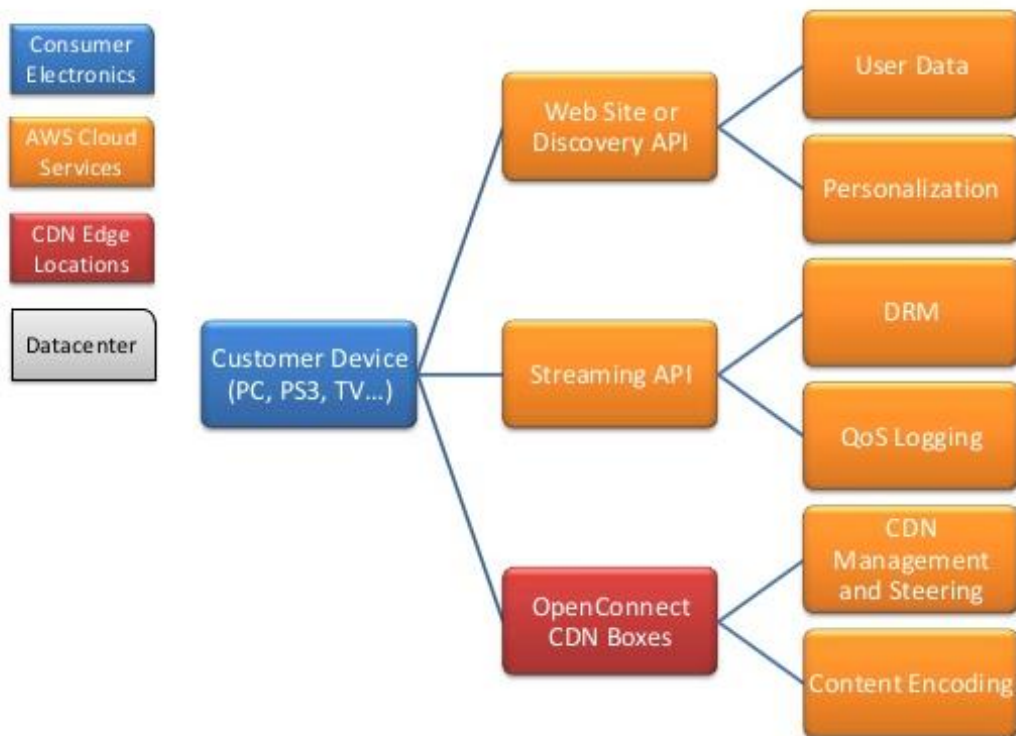 Consumer
Electronics
AWS Cloud
Services
CDN Edge
Locations
Datacenter
Customer Device
(PC, PS3, TV...)
Web Site or
Discovery API
User Data
Personalization
Streaming API
DRM
QoS Logging
OpenConnect
CDN Boxes
CDN
Management
and Steering
Content Encoding